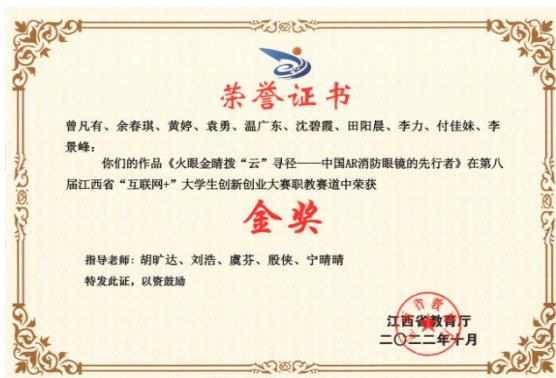 荣誉证书
曾凡有、余春琪、黄婷、袁勇、温广东、沈碧霞、田阳晨、李力、付佳妹、李
景峰：
你们的作品《火眼金睛拨“云”寻径——中国AR消防眼镜的先行者》在第八
届江西省“互联网+”大学生创新创业大赛职教赛道中荣获
金奖
指导老师：胡旷达、刘浩、虞芬、殷侠、宁晴晴
特发此证，以资鼓励
江西省教育厅
二〇二二年十月